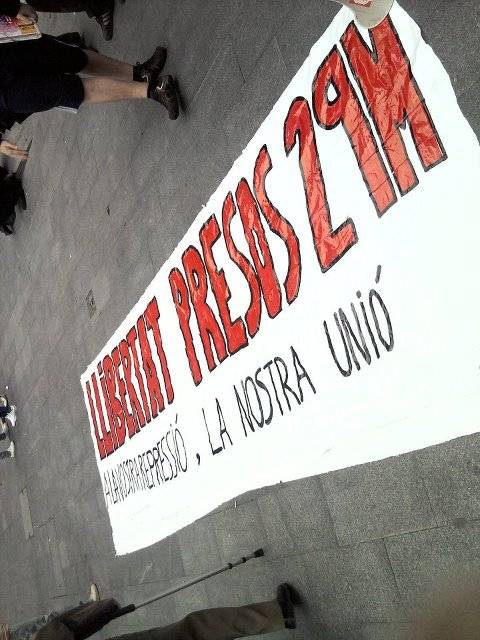 LLiBERTAT PRESOS 29M
A LA VOSTRA REPRESSIÓ, LA NOSTRA UNIÓ